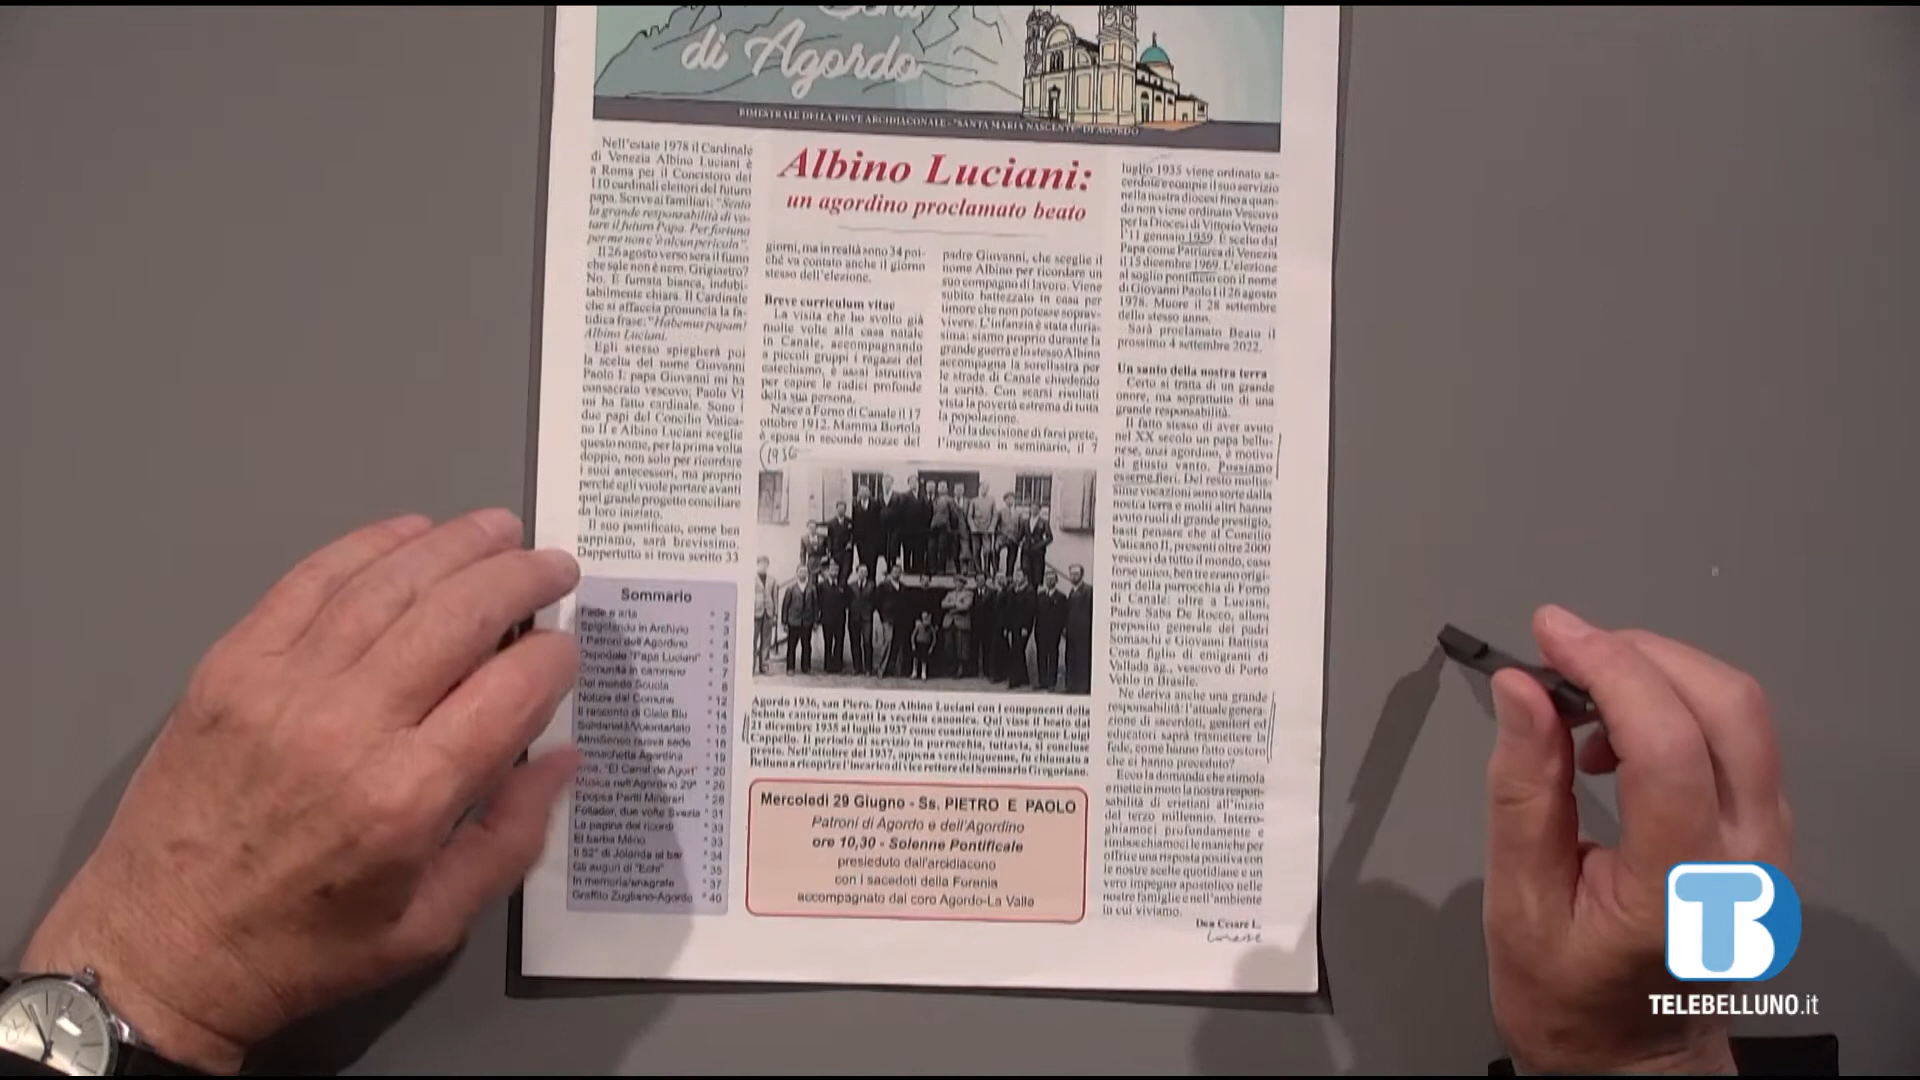 di Agordo
BIMESTRALE DELLA PIEVE ARCIDIACONALE - "SANTA MARIA NASCENTE" DI AGORDO
Nell'estate 1978 il Cardinale
di Venezia Albino Luciani è
a Roma per il Concistoro dei
110 cardinali elettori del futuro
papa. Scrive ai familiari: "Sento
la grande responsabilità di vo-
tare il futuro Papa. Per fortuna
per me non c'è alcun pericolo".
Il 26 agosto verso sera il fumo
che sale non è nero. Grigiastro?
No. È fumata bianca, indubi-
tabilmente chiara. Il Cardinale
che si affaccia pronuncia la fa-
tidica frase: "Habemus papam!
Albino Luciani.
Egli stesso spiegherà poi
la scelta del nome Giovanni
Paolo I: papa Giovanni mi ha
consacrato vescovo; Paolo VI
mi ha fatto cardinale. Sono i
due papi del Concilio Vatica-
no II e Albino Luciani sceglie
questo nome, per la prima volta
doppio, non solo per ricordare
i suoi antecessori, ma proprio
perché egli vuole portare avanti
quel grande progetto conciliare
da loro iniziato.
Il suo pontificato, come ben
sappiamo, sarà brevissimo.
Dappertutto si trova scritto 33
Albino Luciani:
un agordino proclamato beato
giorni, ma in realtà sono 34 poi-
ché va contato anche il giorno
stesso dell'elezione.
Breve curriculum vitae
La visita che ho svolto già
molte volte alla casa natale
in Canale, accompagnando
a piccoli gruppi i ragazzi del
catechismo, è assai istruttiva
per capire le radici profonde
della sua persona.
Nasce a Forno di Canale il 17
ottobre 1912. Mamma Bortola
è sposa in seconde nozze del
padre Giovanni, che sceglie il
nome Albino per ricordare un
suo compagno di lavoro. Viene
subito battezzato in casa per
timore che non potesse soprav-
vivere. L'infanzia è stata duris-
sima: siamo proprio durante la
grande guerra e lo stesso Albino
accompagna la sorellastra per
le strade di Canale chiedendo
la carità. Con scarsi risultati
vista la povertà estrema di tutta
la popolazione.
Poi la decisione di farsi prete,
l'ingresso in seminario, il 7
luglio 1935 viene ordinato sa-
cerdote e compie il suo servizio
nella nostra diocesi fino a quan-
do non viene ordinato Vescovo
per la Diocesi di Vittorio Veneto
l'11 gennaio 1959. È scelto dal
Papa come Patriarca di Venezia
il 15 dicembre 1969. L'elezione
al soglio pontificio con il nome
di Giovanni Paolo I il 26 agosto
1978. Muore il 28 settembre
dello stesso anno.
Sarà proclamato Beato il
prossimo 4 settembre 2022.
Un santo della nostra terra
Certo si tratta di un grande
onore, ma soprattutto di una
grande responsabilità.
Il fatto stesso di aver avuto
nel XX secolo un papa bellu-
nese, anzi agordino, è motivo
di giusto vanto. Possiamo
esserne fieri. Del resto moltis-
sime vocazioni sono sorte dalla
nostra terra e molti altri hanno
avuto ruoli di grande prestigio,
basti pensare che al Concilio
Vaticano II, presenti oltre 2000
vescovi da tutto il mondo, caso
forse unico, ben tre erano origi-
nari della parrocchia di Forno
di Canale: oltre a Luciani,
Padre Saba De Rocco, allora
preposito generale dei padri
Somaschi e Giovanni Battista
Costa figlio di emigranti di
Vallada ag., vescovo di Porto
Vehlo in Brasile.
Ne deriva anche una grande
responsabilità: l'attuale genera-
zione di sacerdoti, genitori ed
educatori saprà trasmettere la
fede, come hanno fatto costoro
che ci hanno preceduto?
Ecco la domanda che stimola
e mette in moto la nostra respon-
sabilità di cristiani all'inizio
del terzo millennio. Interro-
ghiamoci profondamente e
rimbocchiamoci le maniche per
offrire una risposta positiva con
le nostre scelte quotidiane e un
vero impegno apostolico nelle
nostre famiglie e nell'ambiente
in cui viviamo.
Don Cesare L.
(1936
Agordo 1936, san Piero. Don Albino Luciani con i componenti della
Schola cantorum davanti la vecchia canonica. Qui visse il beato dal
21 dicembre 1935 al luglio 1937 come coadiutore di monsignor Luigi
Cappello. Il periodo di servizio in parrocchia, tuttavia, si concluse
presto. Nell'ottobre del 1937, appena venticinquenne, fu chiamato a
Belluno a ricoprire l'incarico di vice rettore del Seminario Gregoriano.
Sommario
Fede e arte " 2
Spigolando in Archivio " 3
I Patroni dell'Agordino " 4
Ospedale "Papa Luciani" " 5
Comunità in cammino " 7
Dal mondo Scuola " 8
Notizie dal Comune " 12
Il racconto di Cielo Blu " 14
Solidarietà/Volontariato " 15
nuova sede " 18
Cronachetta Agordina " 19
"El Canal de Agort" " 20
Musica nell'Agordino 29ª " 26
Epopea Periti Minerari " 28
Follador, due volte Svezia " 31
La pagina dei ricordi " 33
El barba Méno " 33
Il 52° di Jolanda al bar " 34
Gli auguri di "Echi" " 35
In memoria/anagrafe " 37
Graffito Zugliano-Agordo " 40
Mercoledì 29 Giugno - Ss. PIETRO E PAOLO
Patroni di Agordo e dell'Agordino
ore 10,30 - Solenne Pontificale
presieduto dall'arcidiacono
con i sacedoti della Forania
accompagnato dal coro Agordo-La Valle
TB
TELEBELLUNO.it